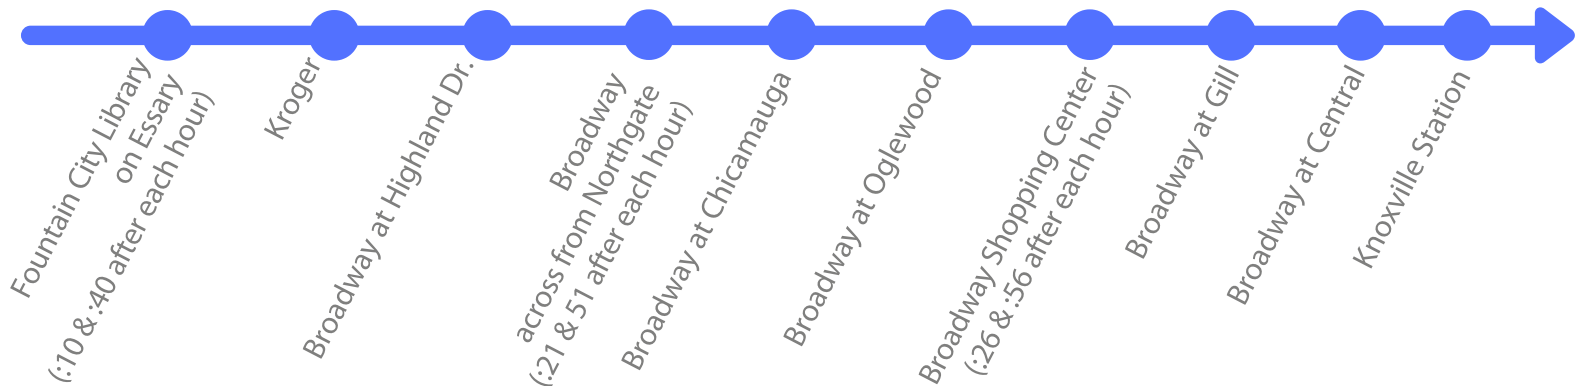 Fountain City Library
on Essary
(:10 & :40 after each hour)
Kroger
Broadway at Highland Dr.
Broadway
across from Northgate
(:21 & 51 after each hour)
Broadway at Chicamauga
Broadway at Oglewood
Broadway Shopping Center
(:26 & :56 after each hour)
Broadway at Gill
Broadway at Central
Knoxville Station